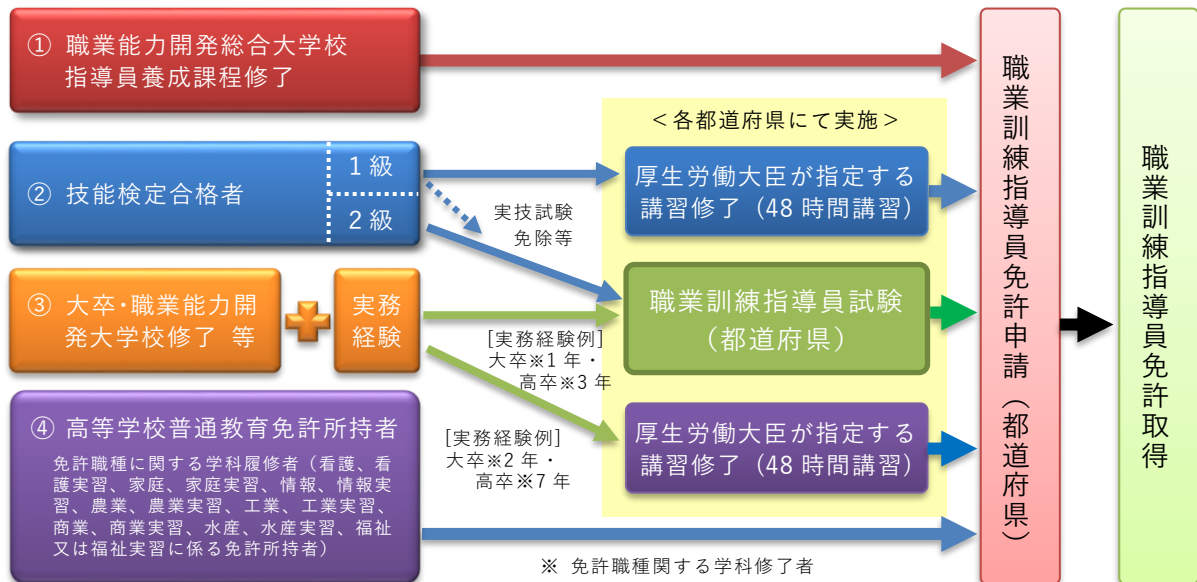 ① 職業能力開発総合大学校
指導員養成課程修了
② 技能検定合格者
1級
2級
実技試験
免除等
③ 大卒・職業能力開
発大学校修了 等
実務
経験
[実務経験例]
大卒※1年・
高卒※3年
[実務経験例]
大卒※2年・
高卒※7年
④ 高等学校普通教育免許所持者
免許職種に関する学科履修者（看護、看
護実習、家庭、家庭実習、情報、情報実
習、農業、農業実習、工業、工業実習、
商業、商業実習、水産、水産実習、福祉
又は福祉実習に係る免許所持者）
＜各都道府県にて実施＞
厚生労働大臣が指定する
講習修了（48時間講習）
職業訓練指導員試験
（都道府県）
厚生労働大臣が指定する
講習修了（48時間講習）
※ 免許職種関する学科修了者
職業訓練指導員免許申請（都道府県）
職業訓練指導員免許取得